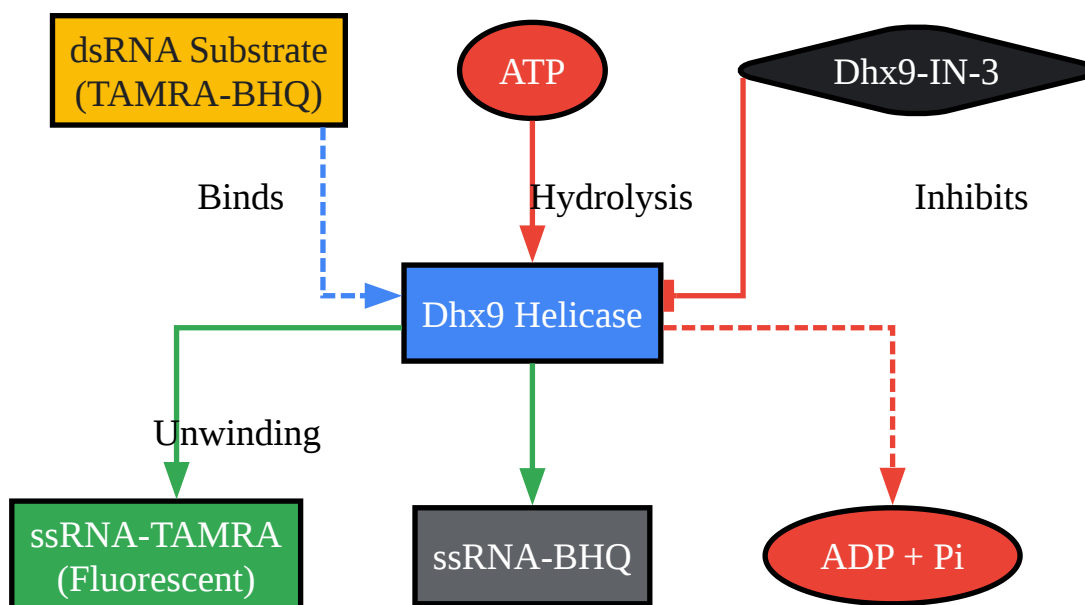 dsRNA Substrate
(TAMRA-BHQ)
ATP
Dhx9-IN-3
Binds
Hydrolysis
Inhibits
Dhx9 Helicase
Unwinding
ssRNA-TAMRA
(Fluorescent)
ssRNA-BHQ
ADP + Pi